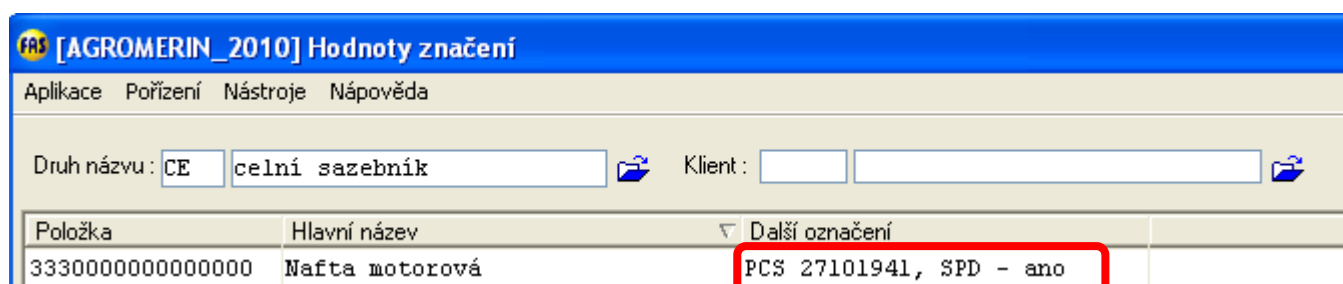 FAS [AGROMERIN_2010] Hodnoty značení
Aplikace Pořízení Nástroje Nápověda
Druh názvu : CE celní sazebník Klient :
Položka Hlavní název Další označení
333000000000000000 Nafta motorová PCS 27101941, SPD - ano